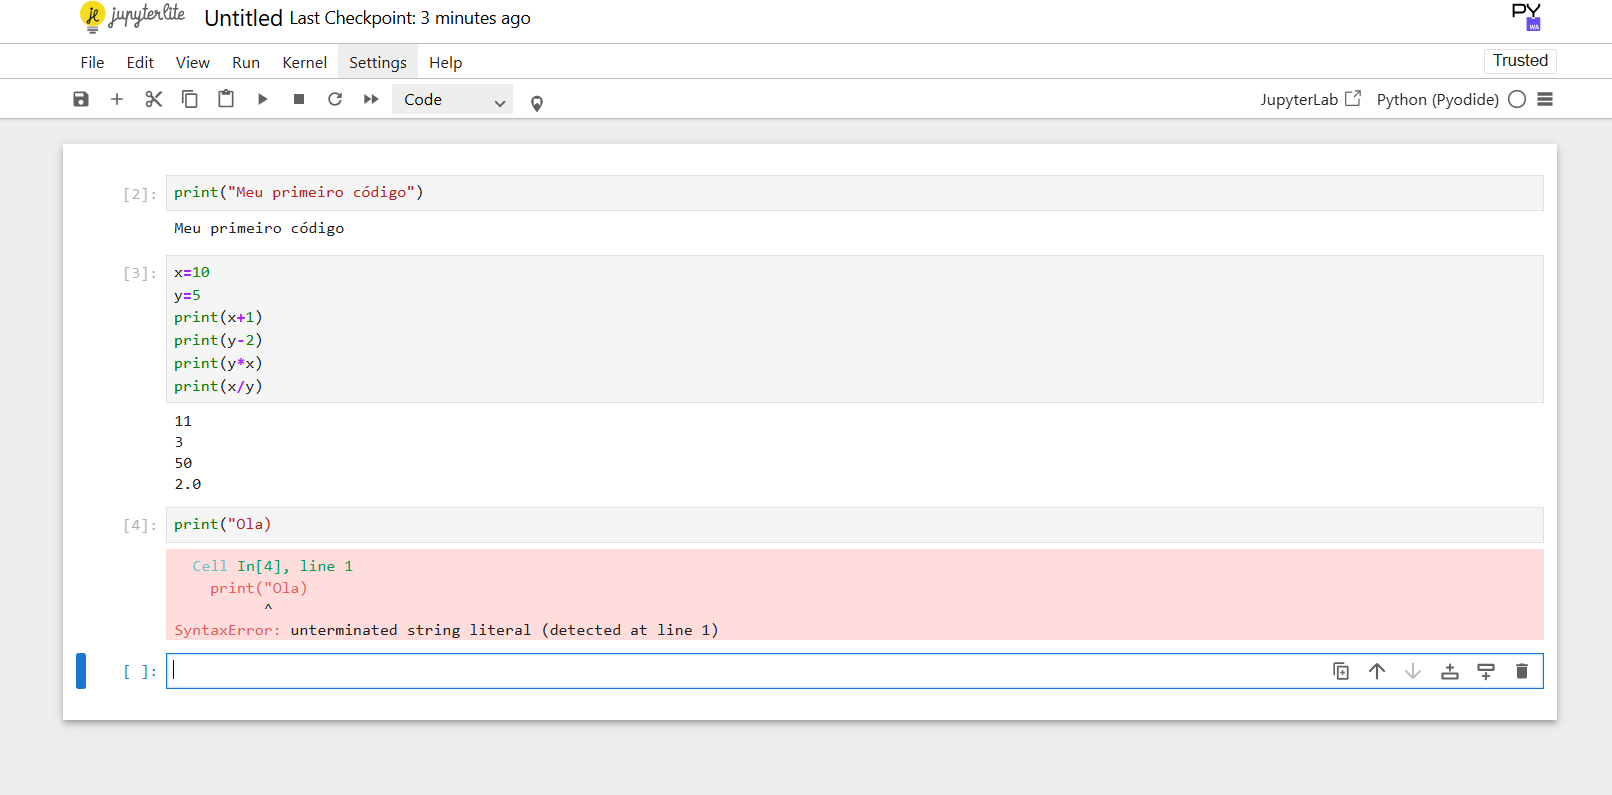 jupyterlite Untitled Last Checkpoint: 3 minutes ago
PY
WA
File Edit View Run Kernel Settings Help
Trusted
Code
JupyterLab Python (Pyodide)
[2]: print("Meu primeiro código")
Meu primeiro código
[3]: x=10
y=5
print(x+1)
print(y-2)
print(y*x)
print(x/y)
11
3
50
2.0
[4]: print("Ola)
Cell In[4], line 1
print("Ola)
^
SyntaxError: unterminated string literal (detected at line 1)
[ ]: